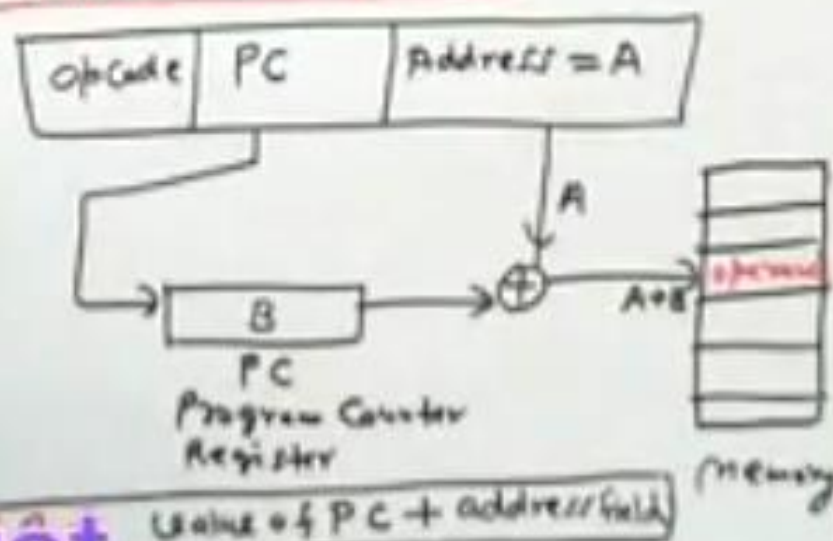 opcode PC Address = A
A
operand
B
A+B
PC
Program Counter
Register
memory
value of PC + address field